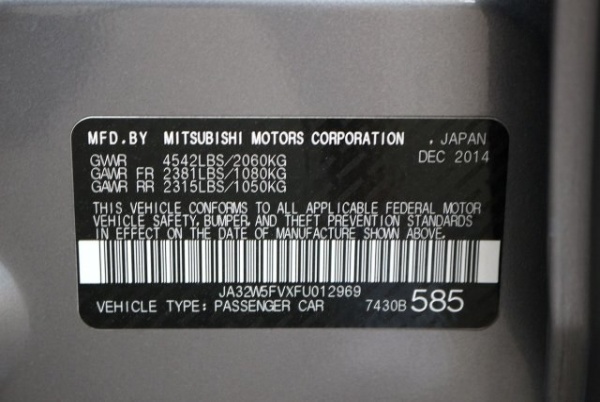 MFD.BY MITSUBISHI MOTORS CORPORATION , JAPAN
GVWR 4542LBS/2060KG DEC 2014
GAWR FR 2381LBS/1080KG
GAWR RR 2315LBS/1050KG
THIS VEHICLE CONFORMS TO ALL APPLICABLE FEDERAL MOTOR
VEHICLE SAFETY, BUMPER, AND THEFT PREVENTION STANDARDS
IN EFFECT ON THE DATE OF MANUFACTURE SHOWN ABOVE.
JA32W5FVXFU012969
VEHICLE TYPE: PASSENGER CAR 7430B 585